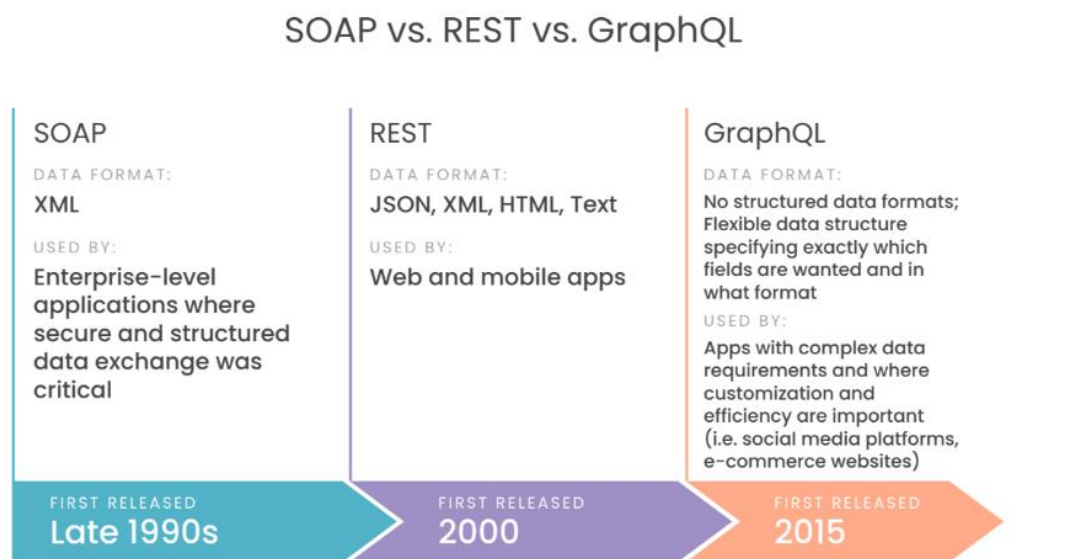 SOAP vs. REST vs. GraphQL
SOAP
DATA FORMAT:
XML
USED BY:
Enterprise-level
applications where
secure and structured
data exchange was
critical
FIRST RELEASED
Late 1990s
REST
DATA FORMAT:
JSON, XML, HTML, Text
USED BY:
Web and mobile apps
FIRST RELEASED
2000
GraphQL
DATA FORMAT:
No structured data formats;
Flexible data structure
specifying exactly which
fields are wanted and in
what format
USED BY:
Apps with complex data
requirements and where
customization and
efficiency are important
(i.e. social media platforms,
e-commerce websites)
FIRST RELEASED
2015